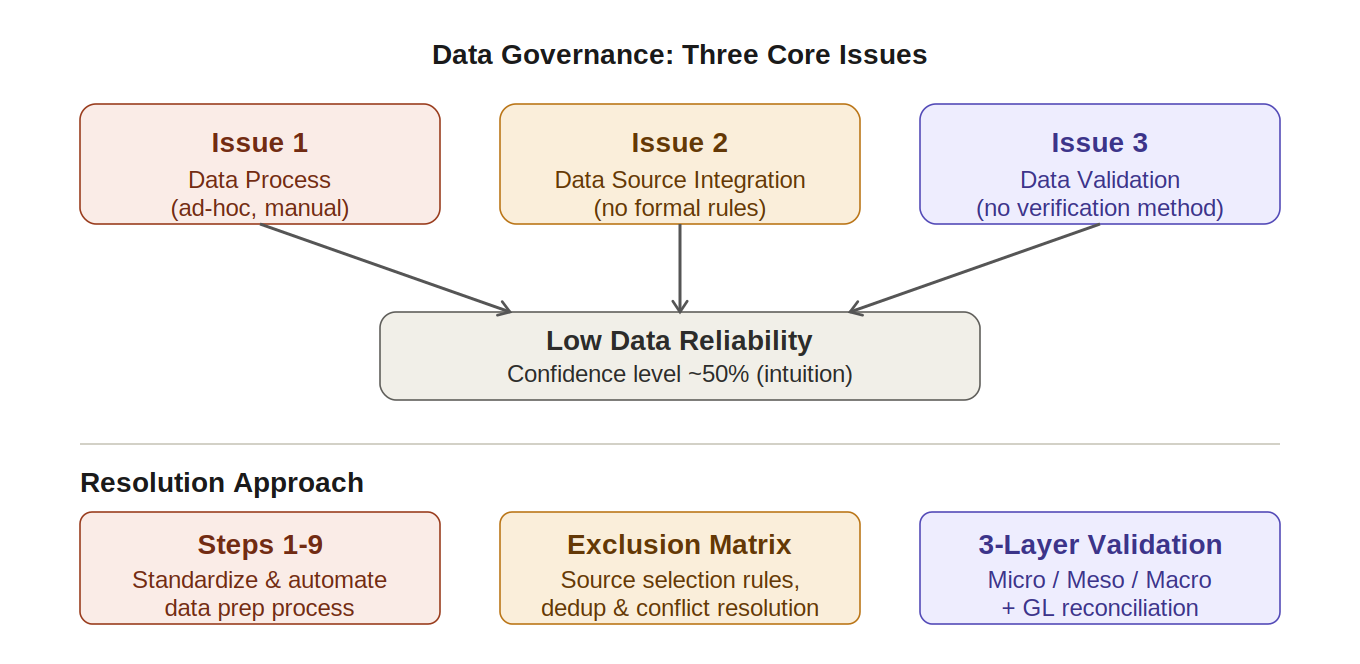 Data Governance: Three Core Issues
Issue 1
Data Process
(ad-hoc, manual)
Issue 2
Data Source Integration
(no formal rules)
Issue 3
Data Validation
(no verification method)
Low Data Reliability
Confidence level ~50% (intuition)
Resolution Approach
Steps 1-9
Standardize & automate
data prep process
Exclusion Matrix
Source selection rules,
dedup & conflict resolution
3-Layer Validation
Micro / Meso / Macro
+ GL reconciliation